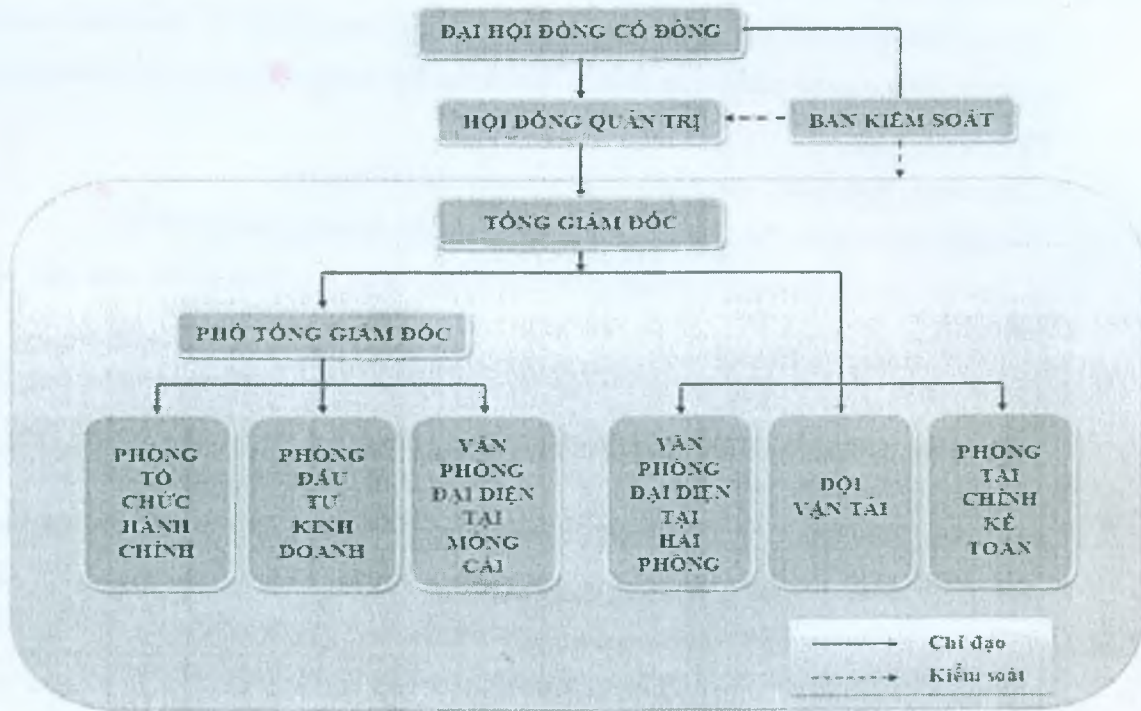 ĐẠI HỘI ĐỒNG CỔ ĐÔNG
HỘI ĐỒNG QUẢN TRỊ
BAN KIỂM SOÁT
TỔNG GIÁM ĐỐC
PHÓ TỔNG GIÁM ĐỐC
PHÒNG
TỔ
CHỨC
HÀNH
CHÍNH
PHÒNG
ĐẦU
TƯ
KINH
DOANH
VĂN
PHÒNG
ĐẠI DIỆN
TẠI
MÓNG
CÁI
VĂN
PHÒNG
ĐẠI DIỆN
TẠI
HẢI
PHÒNG
ĐỘI
VẬN TẢI
PHÒNG
TÀI
CHÍNH
KẾ
TOÁN
Chỉ đạo
Kiểm soát